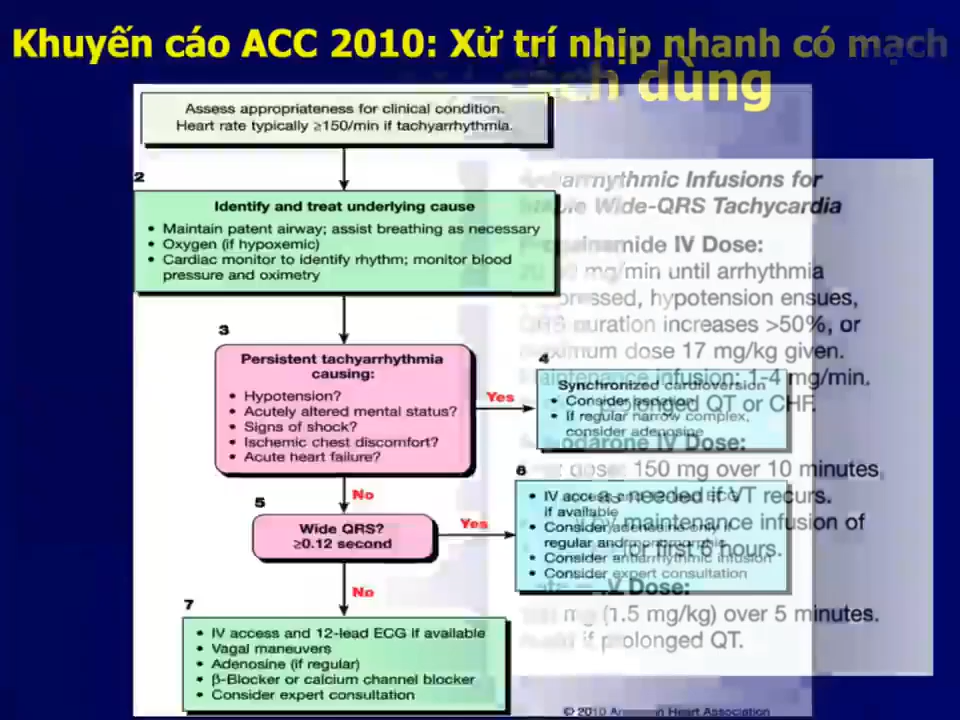 Khuyến cáo ACC 2010: Xử trí nhịp nhanh có mạch
cách dùng
Assess appropriateness for clinical condition.
Heart rate typically ≥150/min if tachyarrhythmia.
2
Identify and treat underlying cause
• Maintain patent airway; assist breathing as necessary
• Oxygen (if hypoxemic)
• Cardiac monitor to identify rhythm; monitor blood
pressure and oximetry
3
Persistent tachyarrhythmia
causing:
• Hypotension?
• Acutely altered mental status?
• Signs of shock?
• Ischemic chest discomfort?
• Acute heart failure?
Yes
4
Synchronized cardioversion
• Consider sedation
• If regular narrow complex,
consider adenosine
No
5
Wide QRS?
≥0.12 second
Yes
6
• IV access and 12-lead ECG
if available
• Consider adenosine only if
regular and monomorphic
• Consider antiarrhythmic infusion
• Consider expert consultation
No
7
• IV access and 12-lead ECG if available
• Vagal maneuvers
• Adenosine (if regular)
• β-Blocker or calcium channel blocker
• Consider expert consultation
© 2010 American Heart Association
Infusions for
Wide-QRS Tachycardia
Procainamide IV Dose:
mg/min until arrhythmia
suppressed, hypotension ensues,
QRS duration increases >50%, or
maximum dose 17 mg/kg given.
Maintenance infusion: 1-4 mg/min.
prolonged QT or CHF.
Amiodarone IV Dose:
dose: 150 mg over 10 minutes.
as needed if VT recurs.
by maintenance infusion of
for first 6 hours.
IV Dose:
mg (1.5 mg/kg) over 5 minutes.
if prolonged QT.